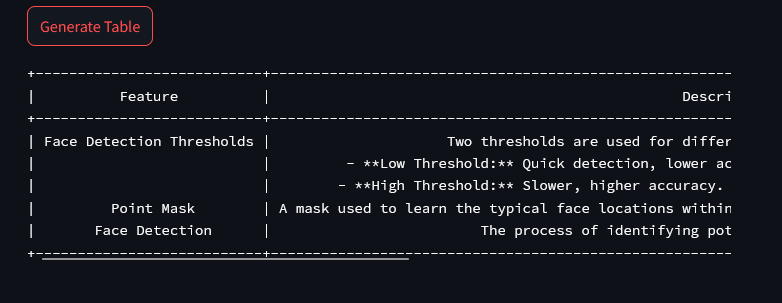 Generate Table
+---------------------------+------------------------------------------------------
| Feature | Descri
+---------------------------+------------------------------------------------------
| Face Detection Thresholds | Two thresholds are used for differ
| | - **Low Threshold:** Quick detection, lower ac
| | - **High Threshold:** Slower, higher accuracy.
| Point Mask | A mask used to learn the typical face locations within
| Face Detection | The process of identifying pot
+---------------------------+------------------------------------------------------